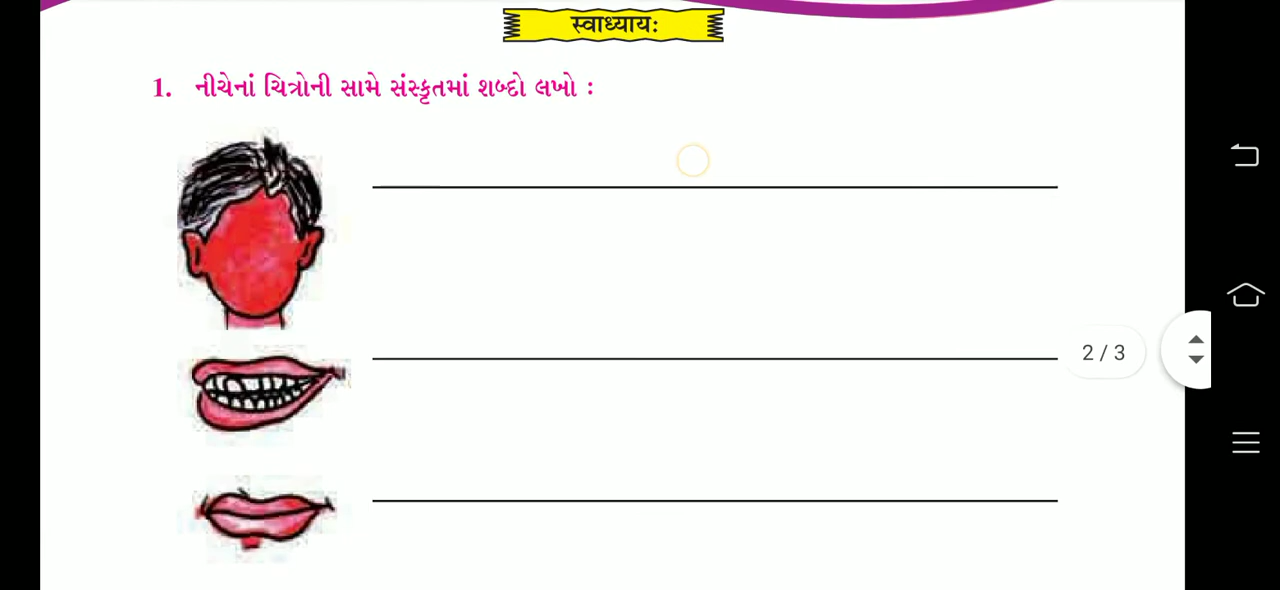 स्वाध्यायः
1. નીચેનાં ચિત્રોની સામે સંસ્કૃતમાં શબ્દો લખો :
2 / 3